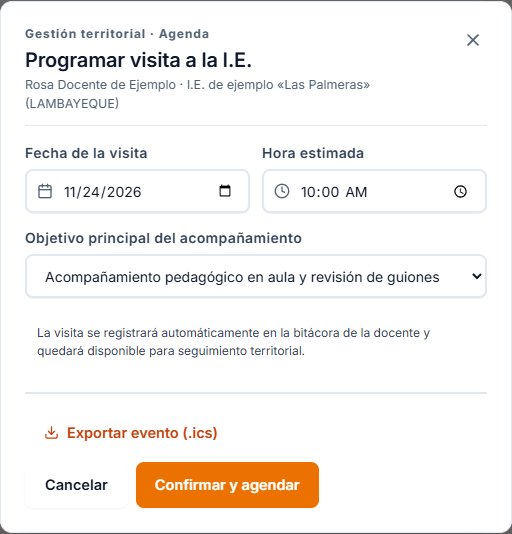 Gestión territorial · Agenda
Programar visita a la I.E.
Rosa Docente de Ejemplo · I.E. de ejemplo «Las Palmeras»
(LAMBAYEQUE)
Fecha de la visita
Hora estimada
11/24/2026
10:00 AM
Objetivo principal del acompañamiento
Acompañamiento pedagógico en aula y revisión de guiones
La visita se registrará automáticamente en la bitácora de la docente y
quedará disponible para seguimiento territorial.
Exportar evento (.ics)
Cancelar
Confirmar y agendar